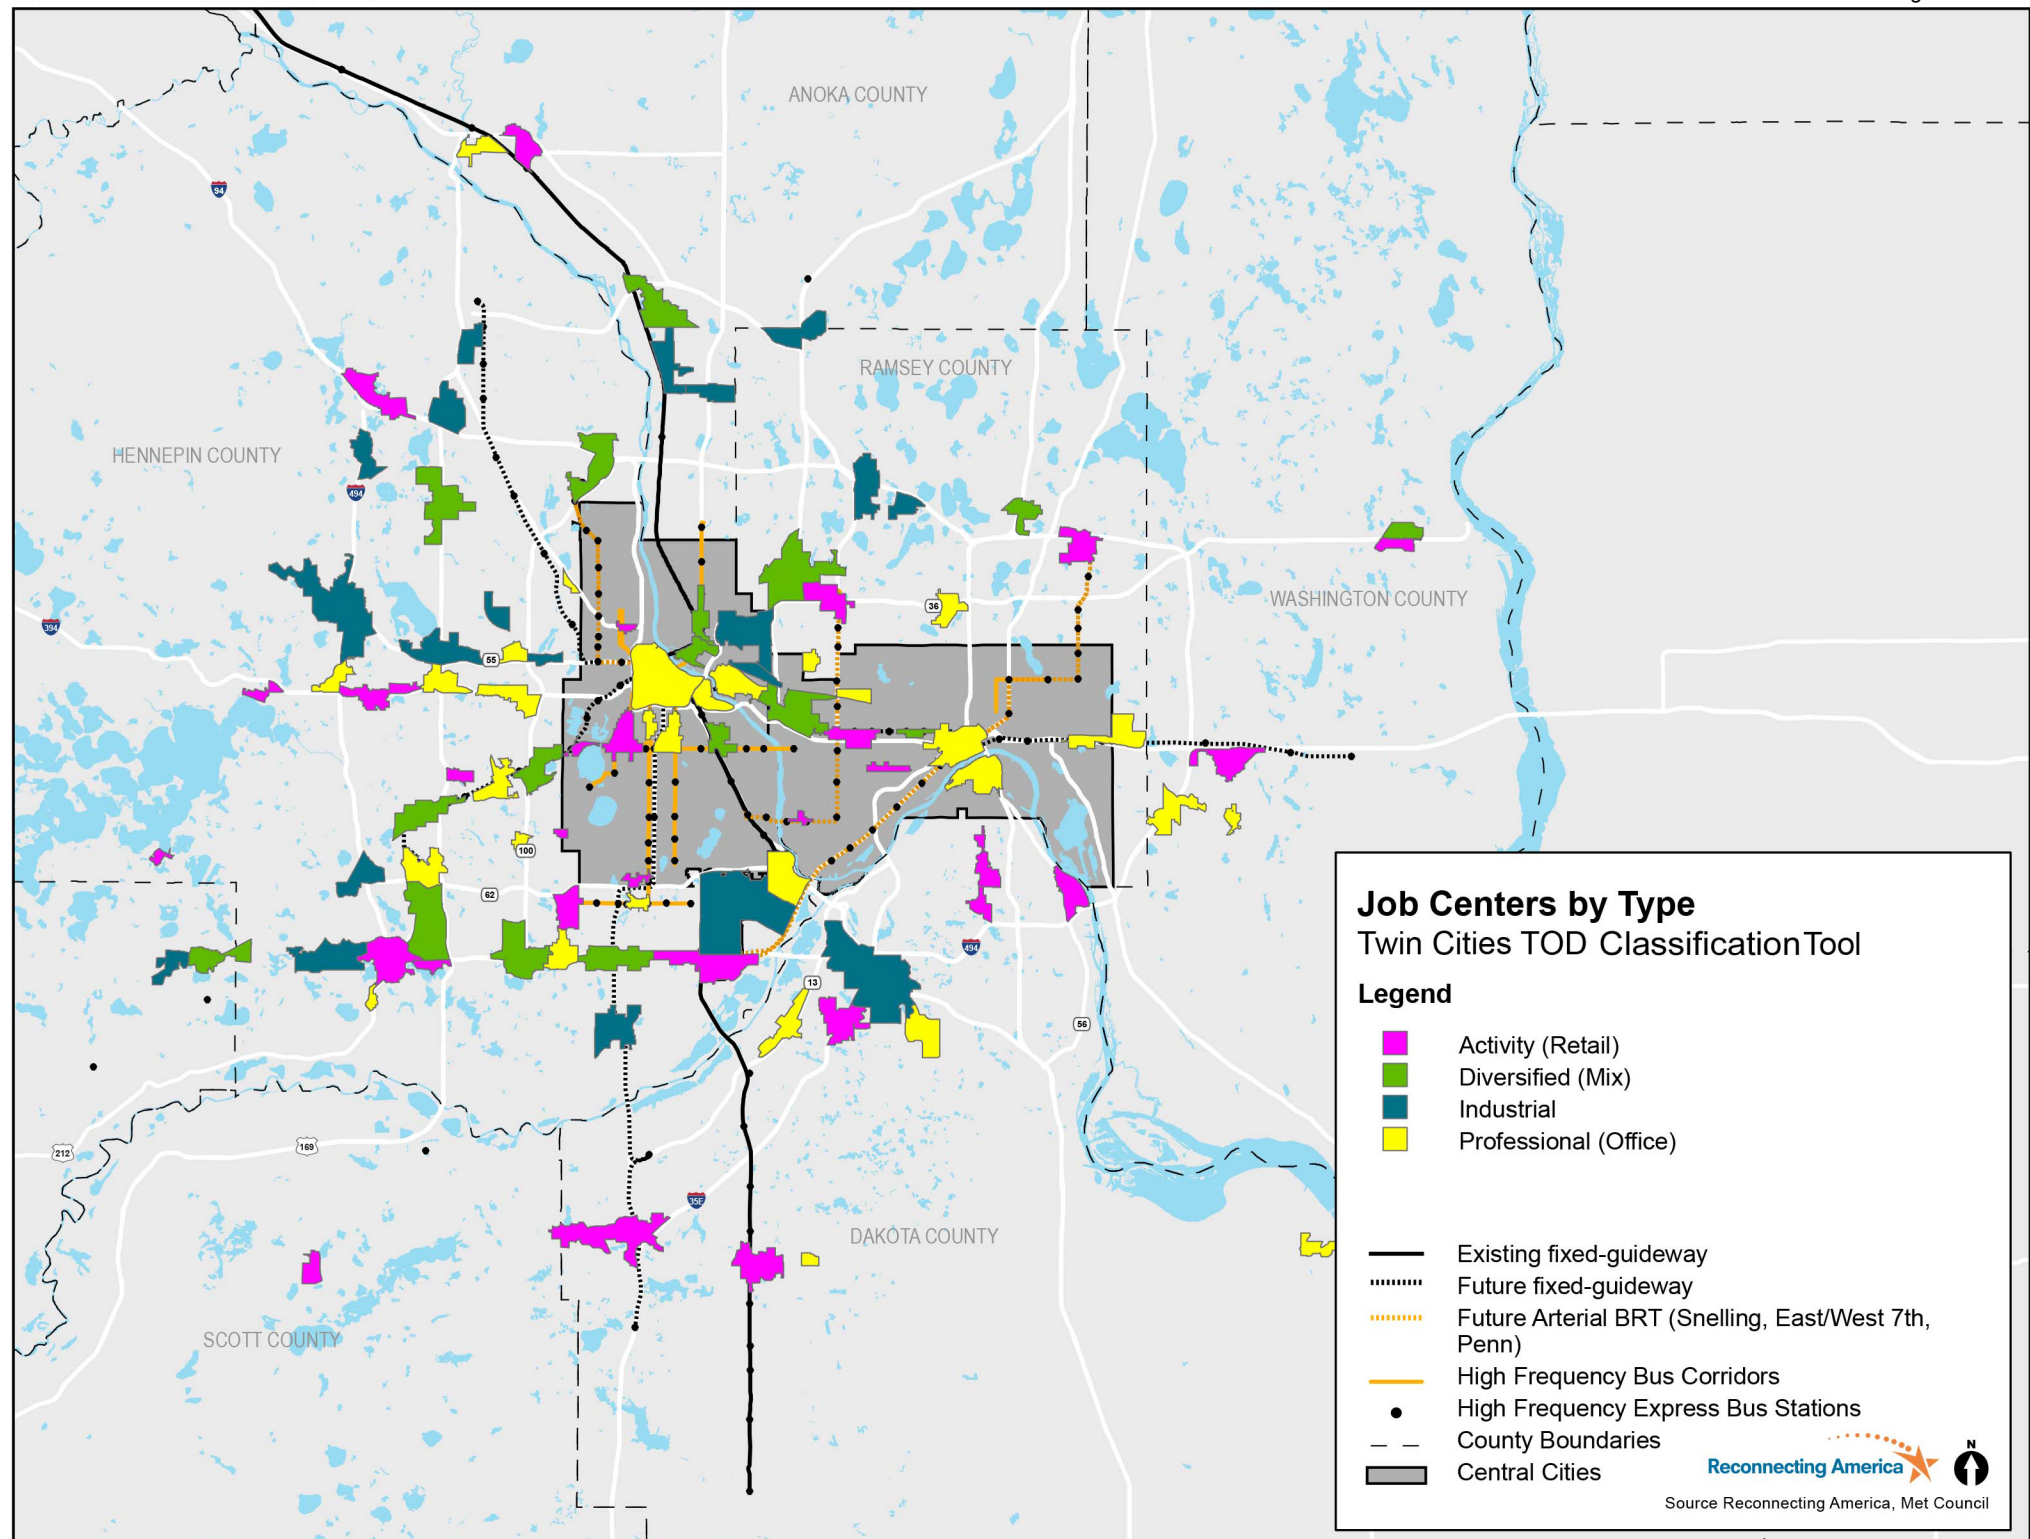 ANOKA COUNTY
94
RAMSEY COUNTY
HENNEPIN COUNTY
494
36
WASHINGTON COUNTY
394
55
100
62
494
13
56
169
212
35E
DAKOTA COUNTY
SCOTT COUNTY
Job Centers by Type
Twin Cities TOD Classification Tool
Legend
Activity (Retail)
Diversified (Mix)
Industrial
Professional (Office)
Existing fixed-guideway
Future fixed-guideway
Future Arterial BRT (Snelling, East/West 7th,
Penn)
High Frequency Bus Corridors
High Frequency Express Bus Stations
County Boundaries
Central Cities
Reconnecting America
N
Source Reconnecting America, Met Council